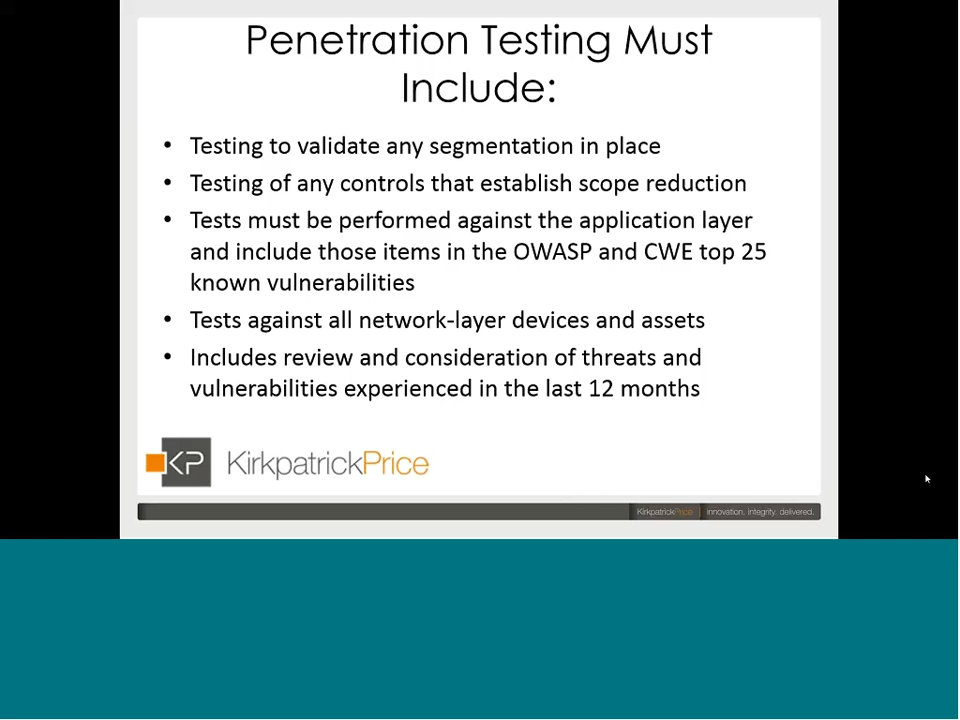 Penetration Testing Must
Include:
• Testing to validate any segmentation in place
• Testing of any controls that establish scope reduction
• Tests must be performed against the application layer
and include those items in the OWASP and CWE top 25
known vulnerabilities
• Tests against all network-layer devices and assets
• Includes review and consideration of threats and
vulnerabilities experienced in the last 12 months
KP KirkpatrickPrice
KirkpatrickPrice innovation. integrity. delivered.